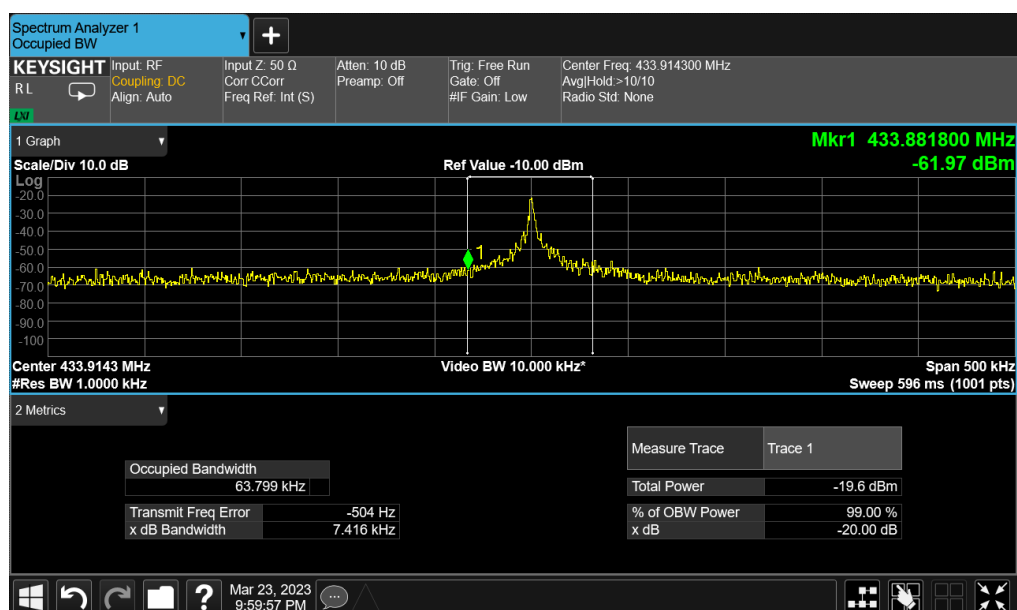 Spectrum Analyzer 1
Occupied BW
KEYSIGHT
R L
LXI
Input: RF
Coupling: DC
Align: Auto
Input Z: 50 Ω
Corr CCorr
Freq Ref: Int (S)
Atten: 10 dB
Preamp: Off
Trig: Free Run
Gate: Off
#IF Gain: Low
Center Freq: 433.914300 MHz
Avg|Hold:>10/10
Radio Std: None
1 Graph
Mkr1 433.881800 MHz
-61.97 dBm
Scale/Div 10.0 dB
Ref Value -10.00 dBm
Log
-20.0
-30.0
-40.0
-50.0
-60.0
-70.0
-80.0
-90.0
-100
1
Center 433.9143 MHz
Video BW 10.000 kHz*
Span 500 kHz
#Res BW 1.0000 kHz
Sweep 596 ms (1001 pts)
2 Metrics
Occupied Bandwidth
63.799 kHz
Transmit Freq Error -504 Hz
x dB Bandwidth 7.416 kHz
Measure Trace Trace 1
Total Power -19.6 dBm
% of OBW Power 99.00 %
x dB -20.00 dB
?
Mar 23, 2023
9:59:57 PM